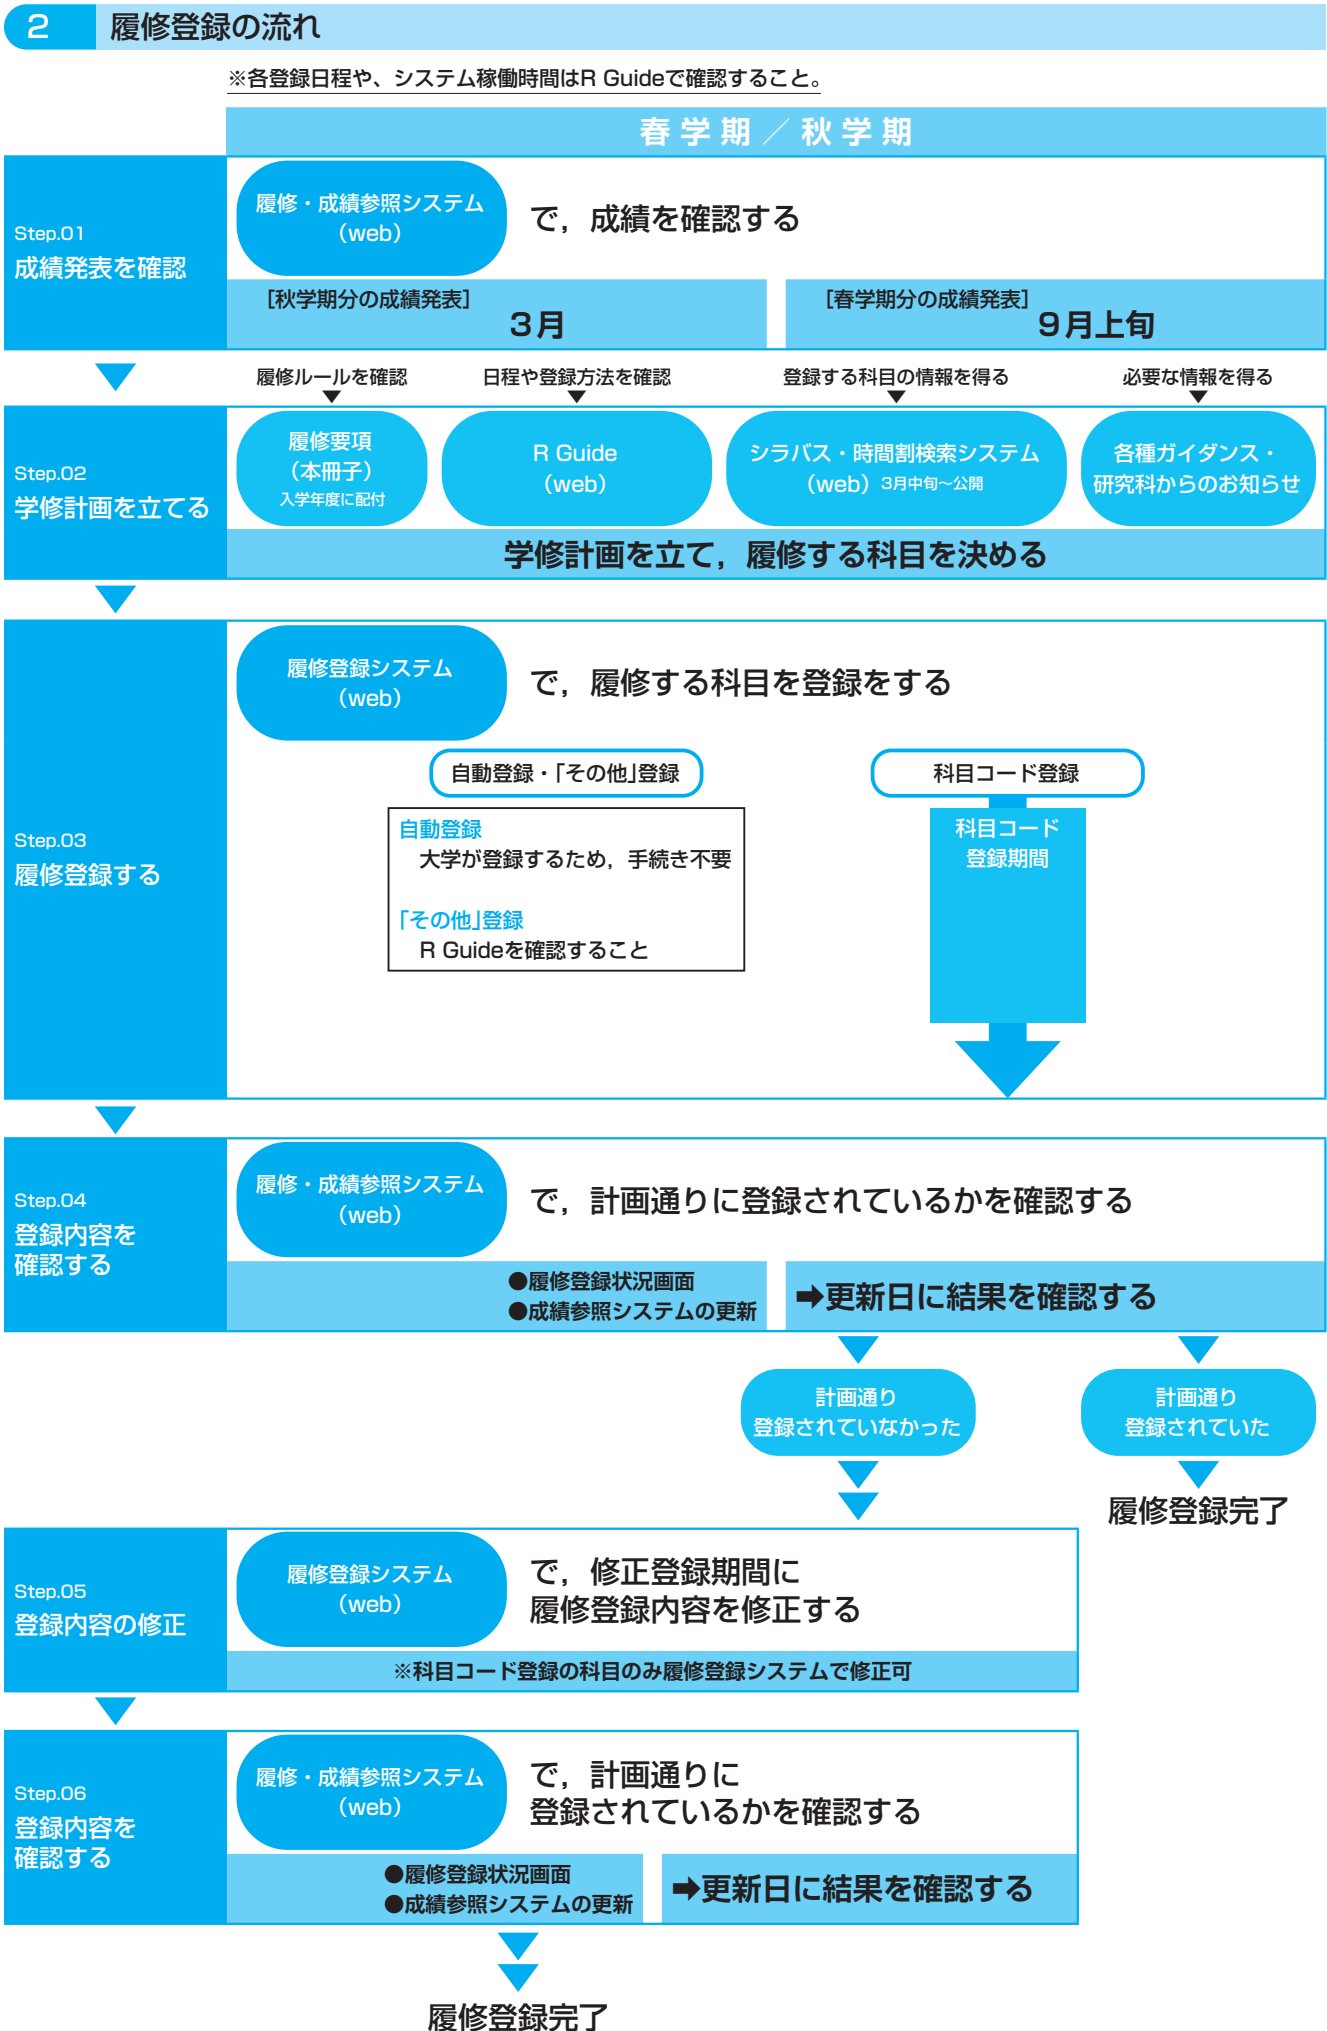 2 履修登録の流れ
※各登録日程や、システム稼働時間はR Guideで確認すること。
春学期／秋学期
Step.01
成績発表を確認
履修・成績参照システム
（web）
で，成績を確認する
［秋学期分の成績発表］
3月
［春学期分の成績発表］
9月上旬
履修ルールを確認
日程や登録方法を確認
登録する科目の情報を得る
必要な情報を得る
Step.02
学修計画を立てる
履修要項
（本冊子）
入学年度に配付
R Guide
（web）
シラバス・時間割検索システム
（web）3月中旬～公開
各種ガイダンス・
研究科からのお知らせ
学修計画を立て，履修する科目を決める
Step.03
履修登録する
履修登録システム
（web）
で，履修する科目を登録をする
自動登録・「その他」登録
自動登録
大学が登録するため，手続き不要
「その他」登録
R Guideを確認すること
科目コード登録
科目コード
登録期間
Step.04
登録内容を
確認する
履修・成績参照システム
（web）
で，計画通りに登録されているかを確認する
●履修登録状況画面
●成績参照システムの更新
➡更新日に結果を確認する
計画通り
登録されていなかった
計画通り
登録されていた
履修登録完了
Step.05
登録内容の修正
履修登録システム
（web）
で，修正登録期間に
履修登録内容を修正する
※科目コード登録の科目のみ履修登録システムで修正可
Step.06
登録内容を
確認する
履修・成績参照システム
（web）
で，計画通りに
登録されているかを確認する
●履修登録状況画面
●成績参照システムの更新
➡更新日に結果を確認する
履修登録完了